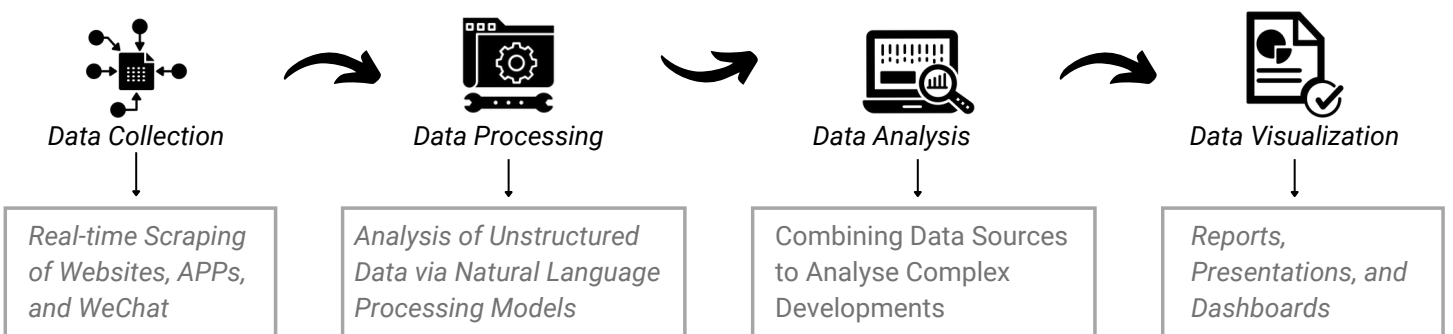 Data Collection
Data Processing
Data Analysis
Data Visualization
Real-time Scraping
of Websites, APPs,
and WeChat
Analysis of Unstructured
Data via Natural Language
Processing Models
Combining Data Sources
to Analyse Complex
Developments
Reports,
Presentations, and
Dashboards